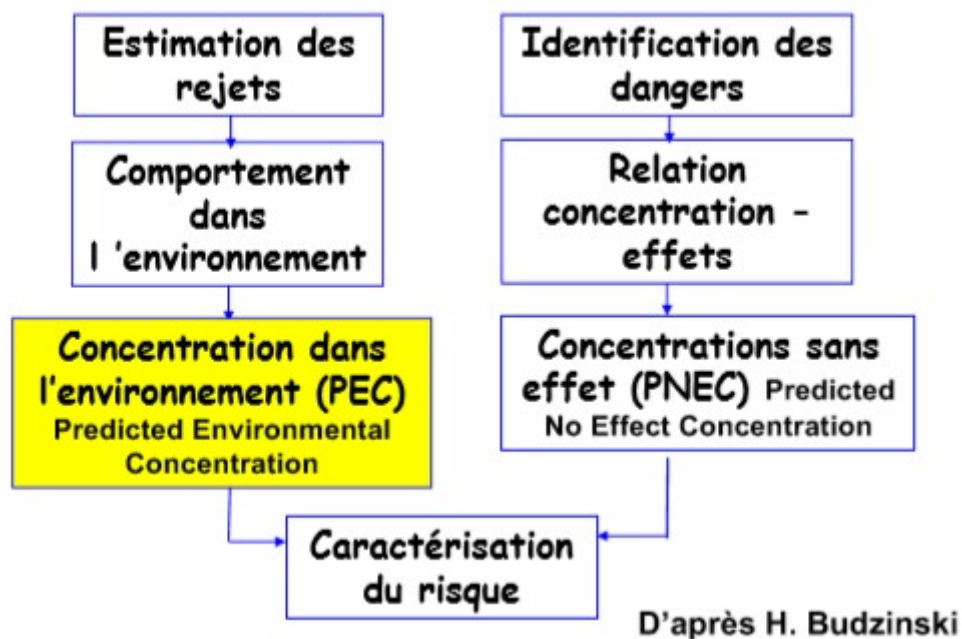 Estimation des
rejets
Identification des
dangers
Comportement
dans
l 'environnement
Relation
concentration -
effets
Concentration dans
l'environnement (PEC)
Predicted Environmental
Concentration
Concentrations sans
effet (PNEC) Predicted
No Effect Concentration
Caractérisation
du risque
D'après H. Budzinski